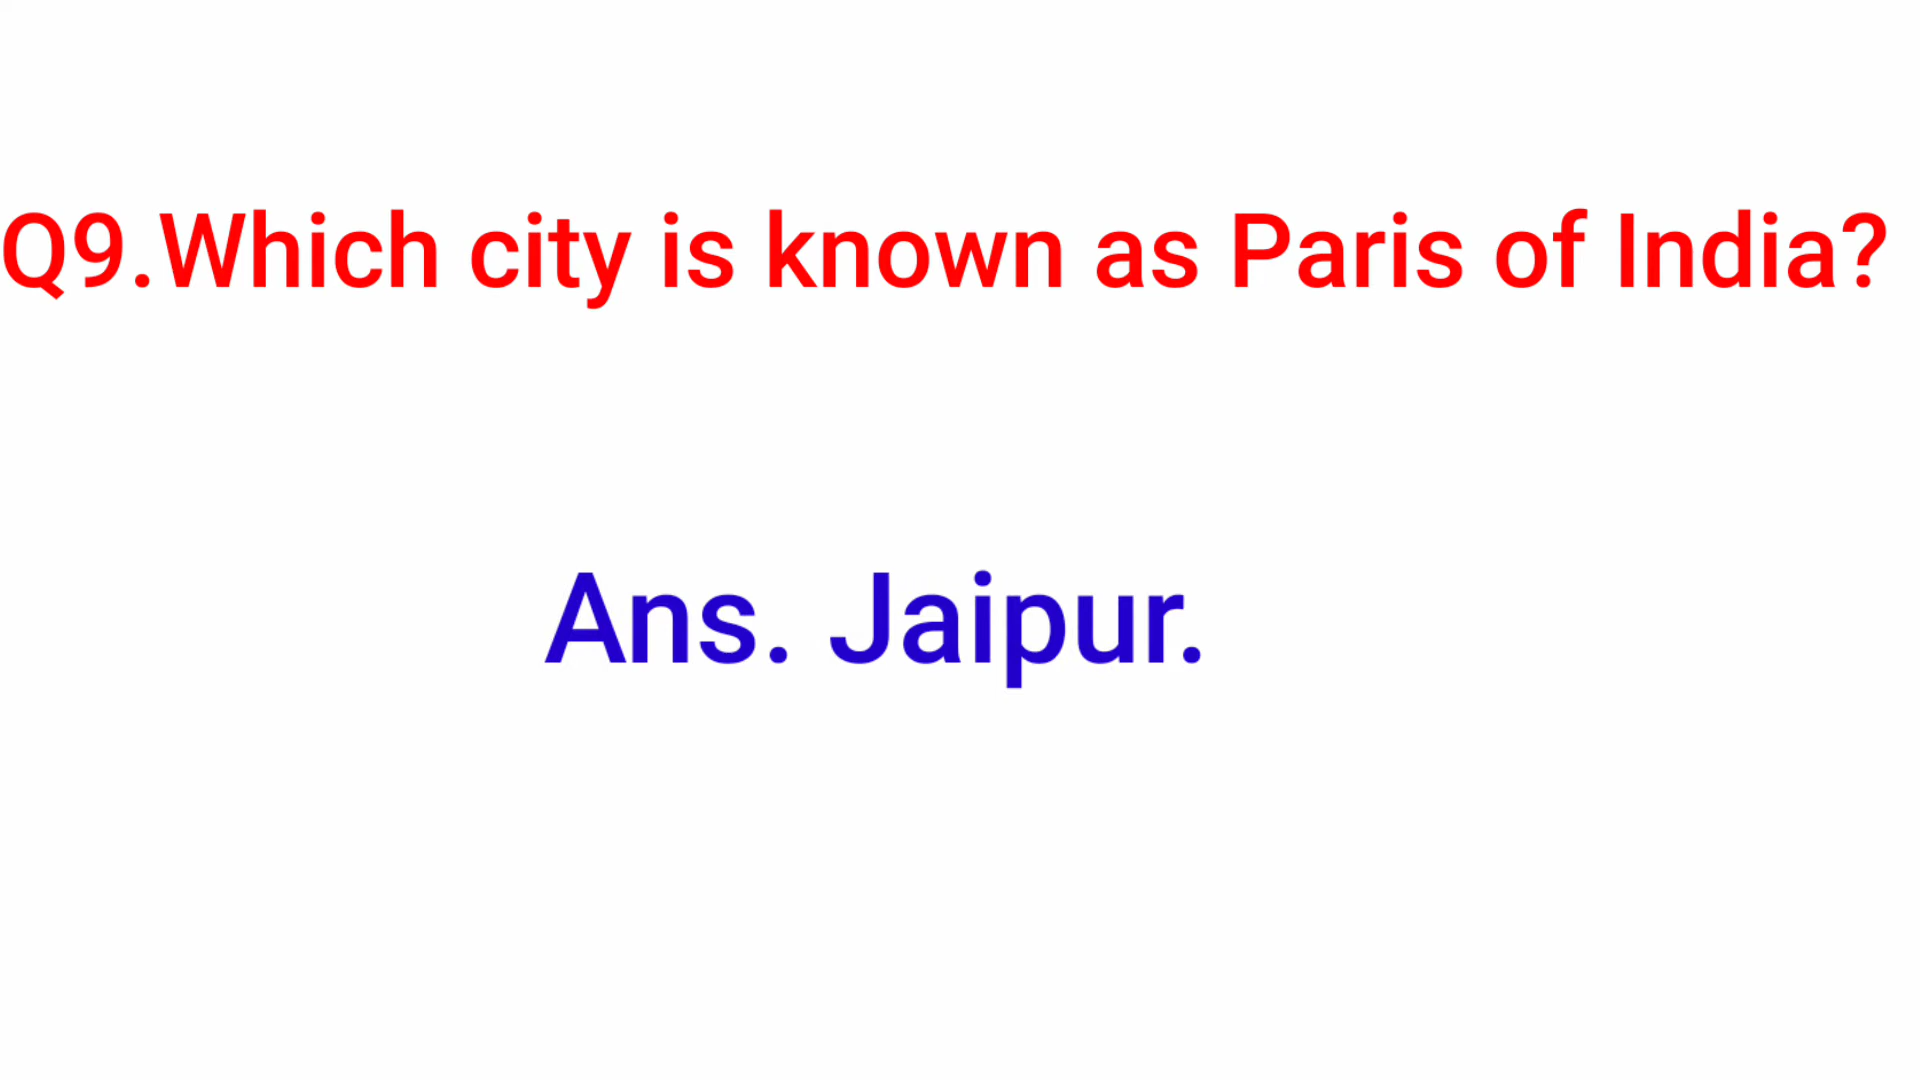 Q9.Which city is known as Paris of India?
Ans. Jaipur.